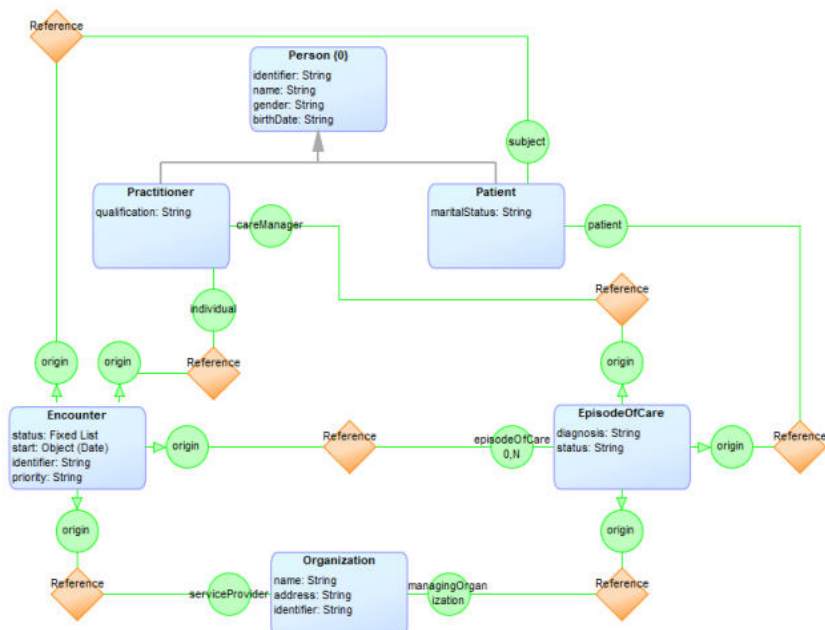 Reference
Person (0)
identifier: String
name: String
gender: String
birthDate: String
subject
Practitioner
qualification: String
careManager
Patient
maritalStatus: String
patient
Reference
individual
origin
origin
Reference
origin
Encounter
status: Fixed List
start: Object (Date)
identifier: String
priority: String
origin
Reference
episodeOfCare
0,N
EpisodeOfCare
diagnosis: String
status: String
origin
Reference
origin
origin
Reference
serviceProvider
Organization
name: String
address: String
identifier: String
managingOrgan
ization
Reference